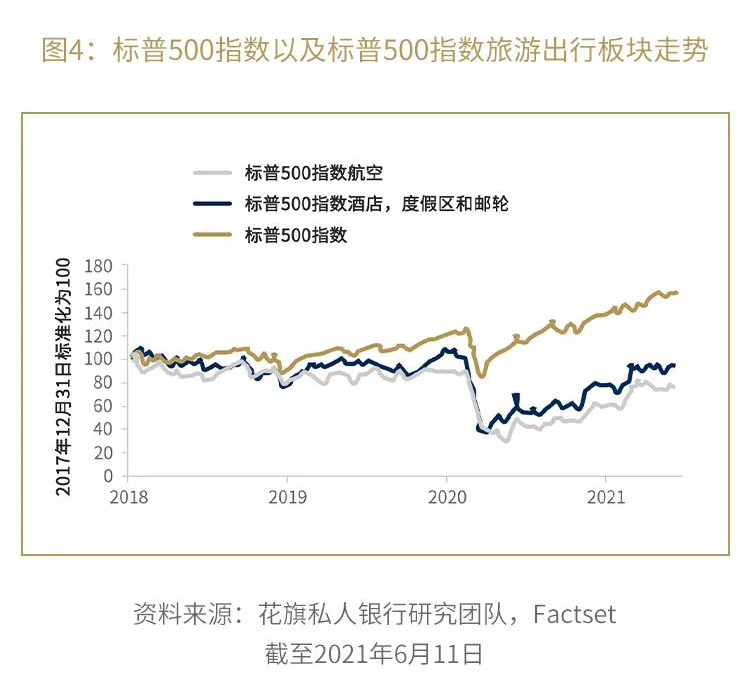 图4：标普500指数以及标普500指数旅游出行板块走势
标普500指数航空
标普500指数酒店，度假区和邮轮
标普500指数
2017年12月31日标准化为100
180
160
140
120
100
80
60
40
20
0
2018 2019 2020 2021
资料来源：花旗私人银行研究团队，Factset
截至2021年6月11日